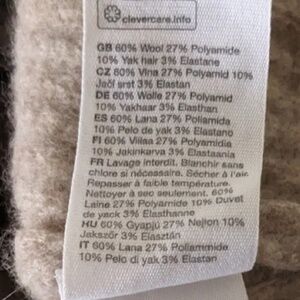 clevercare.info
GB 60% Wool 27% Polyamide
10% Yak hair 3% Elastane
CZ 60% Vlna 27% Polyamid 10%
Jačí srst 3% Elastan
DE 60% Wolle 27% Polyamid
10% Yakhaar 3% Elasthan
ES 60% Lana 27% Poliamida
10% Pelo de yak 3% Elastano
FI 60% Villaa 27% Polyamidia
10% Jakinkarva 3% Elastaania
FR Lavage interdit. Blanchir sans
chlore si nécessaire. Sécher à l'air.
Repasser à faible température.
Nettoyer à sec seulement. 60%
Laine 27% Polyamide 10% Duvet
de yack 3% Elasthanne
HU 60% Gyapjú 27% Nejlon 10%
Jakszőr 3% Elasztán
IT 60% Lana 27% Poliammide
10% Pelo di yak 3% Elastan